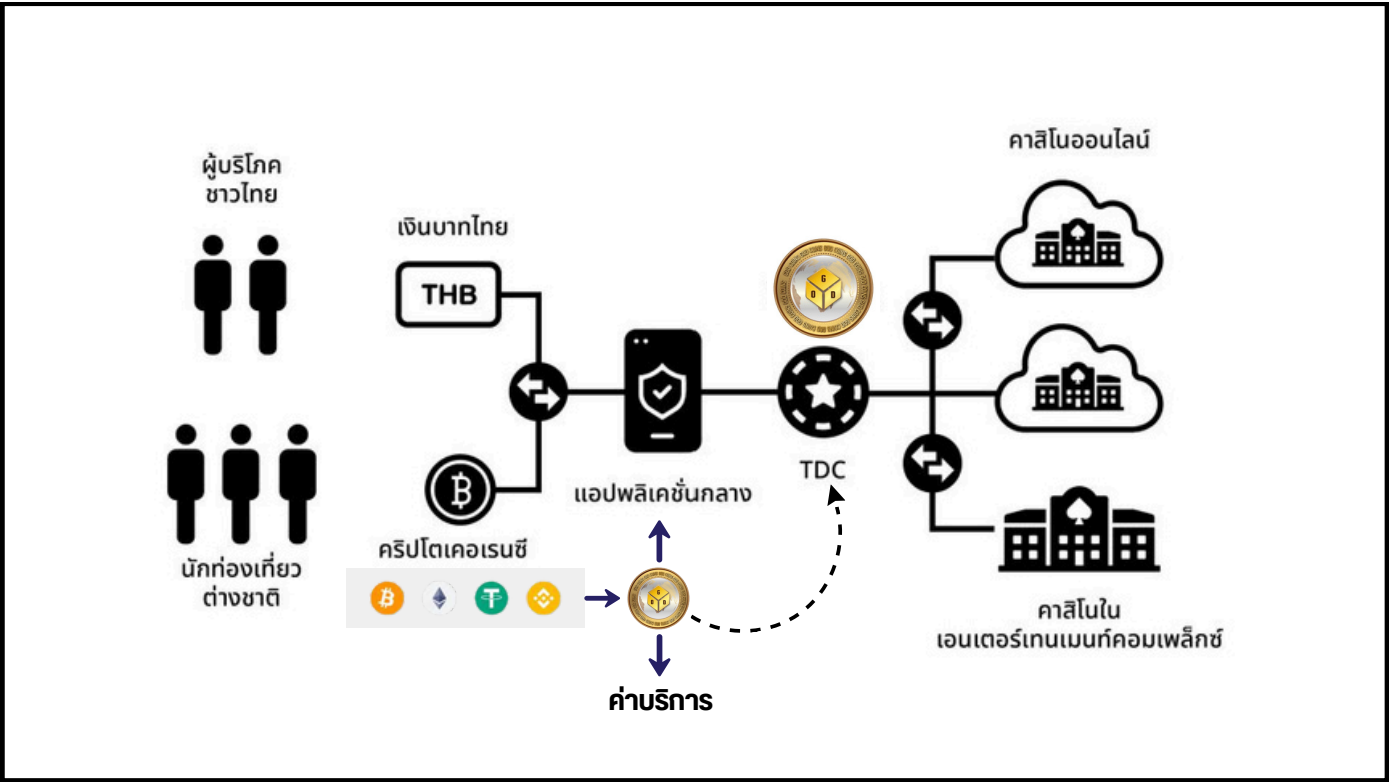 ผู้บริโภค
ชาวไทย
นักท่องเที่ยว
ต่างชาติ
เงินบาทไทย
THB
คริปโตเคอเรนซี
แอปพลิเคชั่นกลาง
ค่าบริการ
G
O D
TDC
คาสิโนออนไลน์
คาสิโนใน
เอนเตอร์เทนเมนท์คอมเพล็กซ์